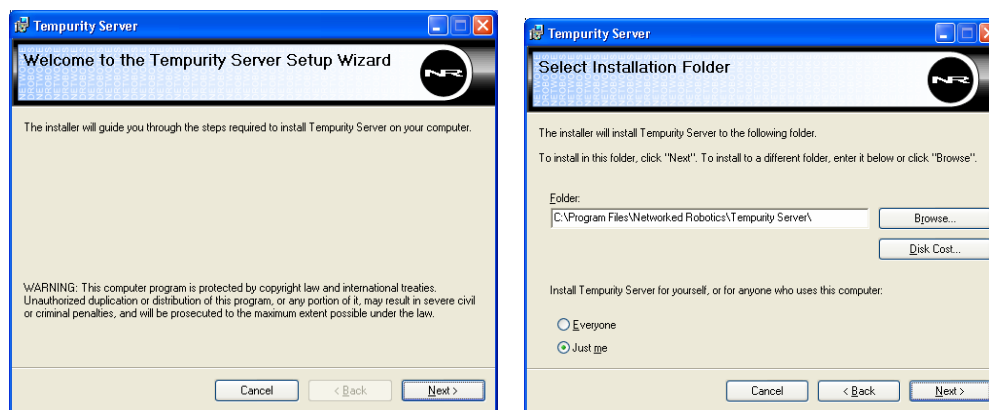 Tempurity Server
Welcome to the Tempurity Server Setup Wizard
NR
The installer will guide you through the steps required to install Tempurity Server on your computer.
WARNING: This computer program is protected by copyright law and international treaties.
Unauthorized duplication or distribution of this program, or any portion of it, may result in severe civil
or criminal penalties, and will be prosecuted to the maximum extent possible under the law.
Cancel
< Back
Next >
Tempurity Server
Select Installation Folder
NR
The installer will install Tempurity Server to the following folder.
To install in this folder, click "Next". To install to a different folder, enter it below or click "Browse".
Folder:
C:\Program Files\Networked Robotics\Tempurity Server\
Browse...
Disk Cost...
Install Tempurity Server for yourself, or for anyone who uses this computer:
Everyone
Just me
Cancel
< Back
Next >